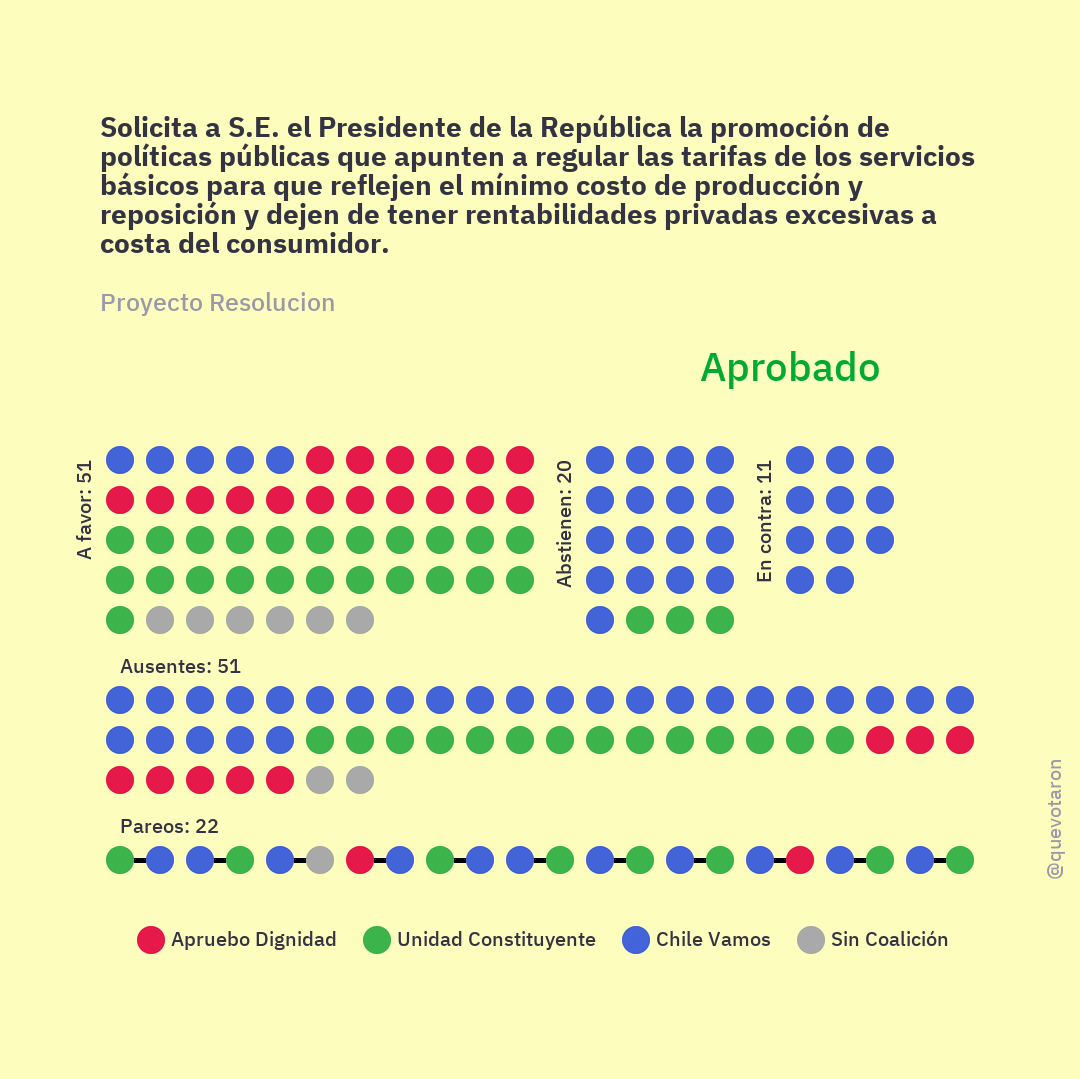 Solicita a S.E. el Presidente de la República la promoción de
políticas públicas que apunten a regular las tarifas de los servicios
básicos para que reflejen el mínimo costo de producción y
reposición y dejen de tener rentabilidades privadas excesivas a
costa del consumidor.
Proyecto Resolucion
Aprobado
A favor: 51
Abstienen: 20
En contra: 11
Ausentes: 51
Pareos: 22
@quevotaron
Apruebo Dignidad
Unidad Constituyente
Chile Vamos
Sin Coalición